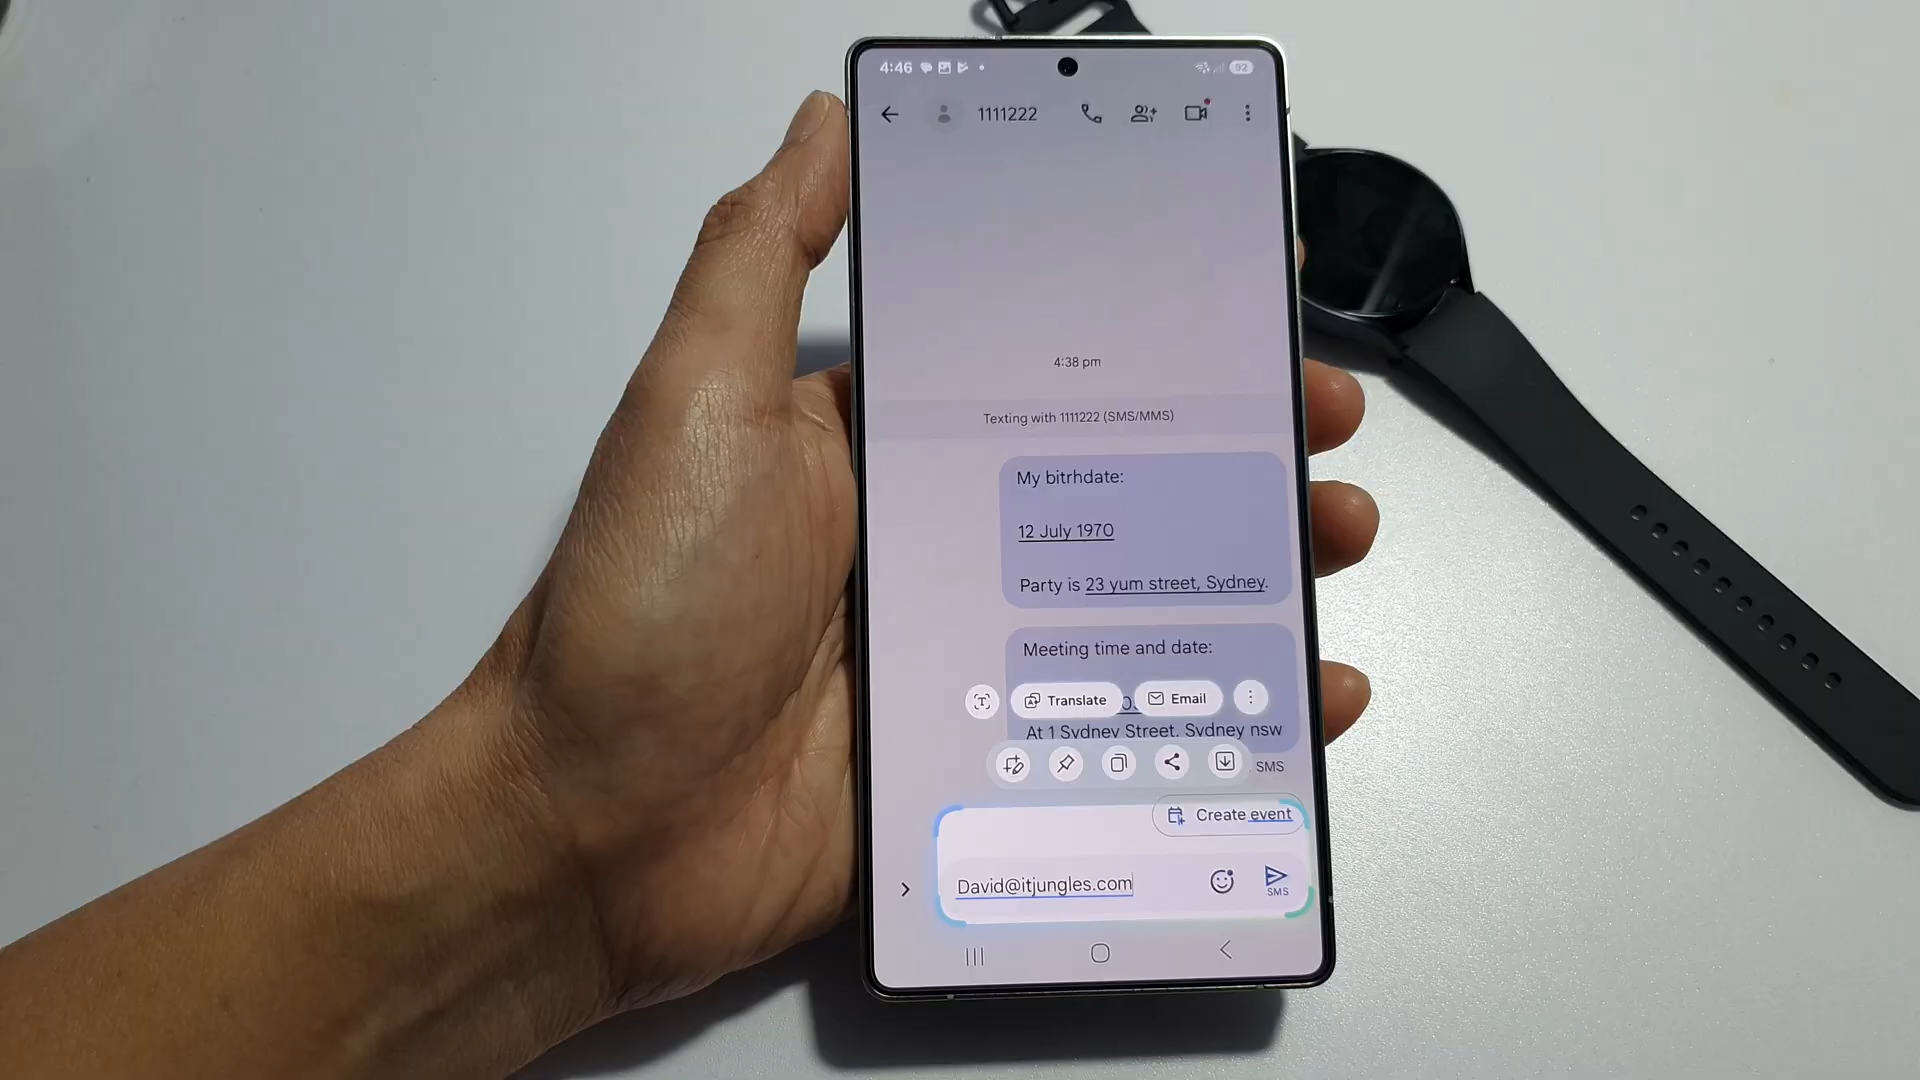 4:46
92
1111222
4:38 pm
Texting with 1111222 (SMS/MMS)
My bitrhdate:
12 July 1970
Party is 23 yum street, Sydney.
Meeting time and date:
Translate
Email
At 1 Sydney Street, Sydney nsw
SMS
Create event
David@itjungles.com
SMS